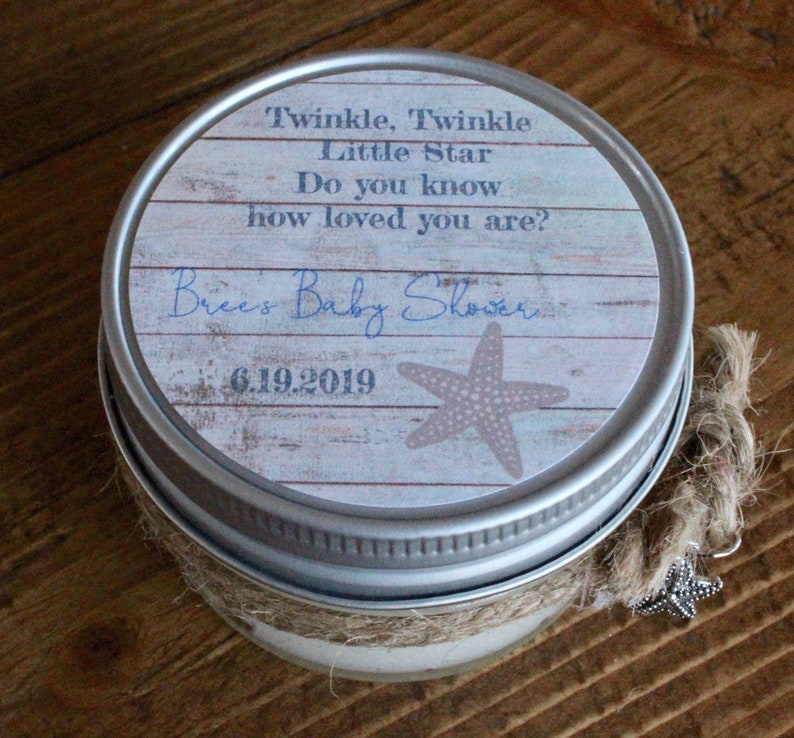 Twinkle, Twinkle
Little Star
Do you know
how loved you are?
Bree's Baby Shower
6.19.2019